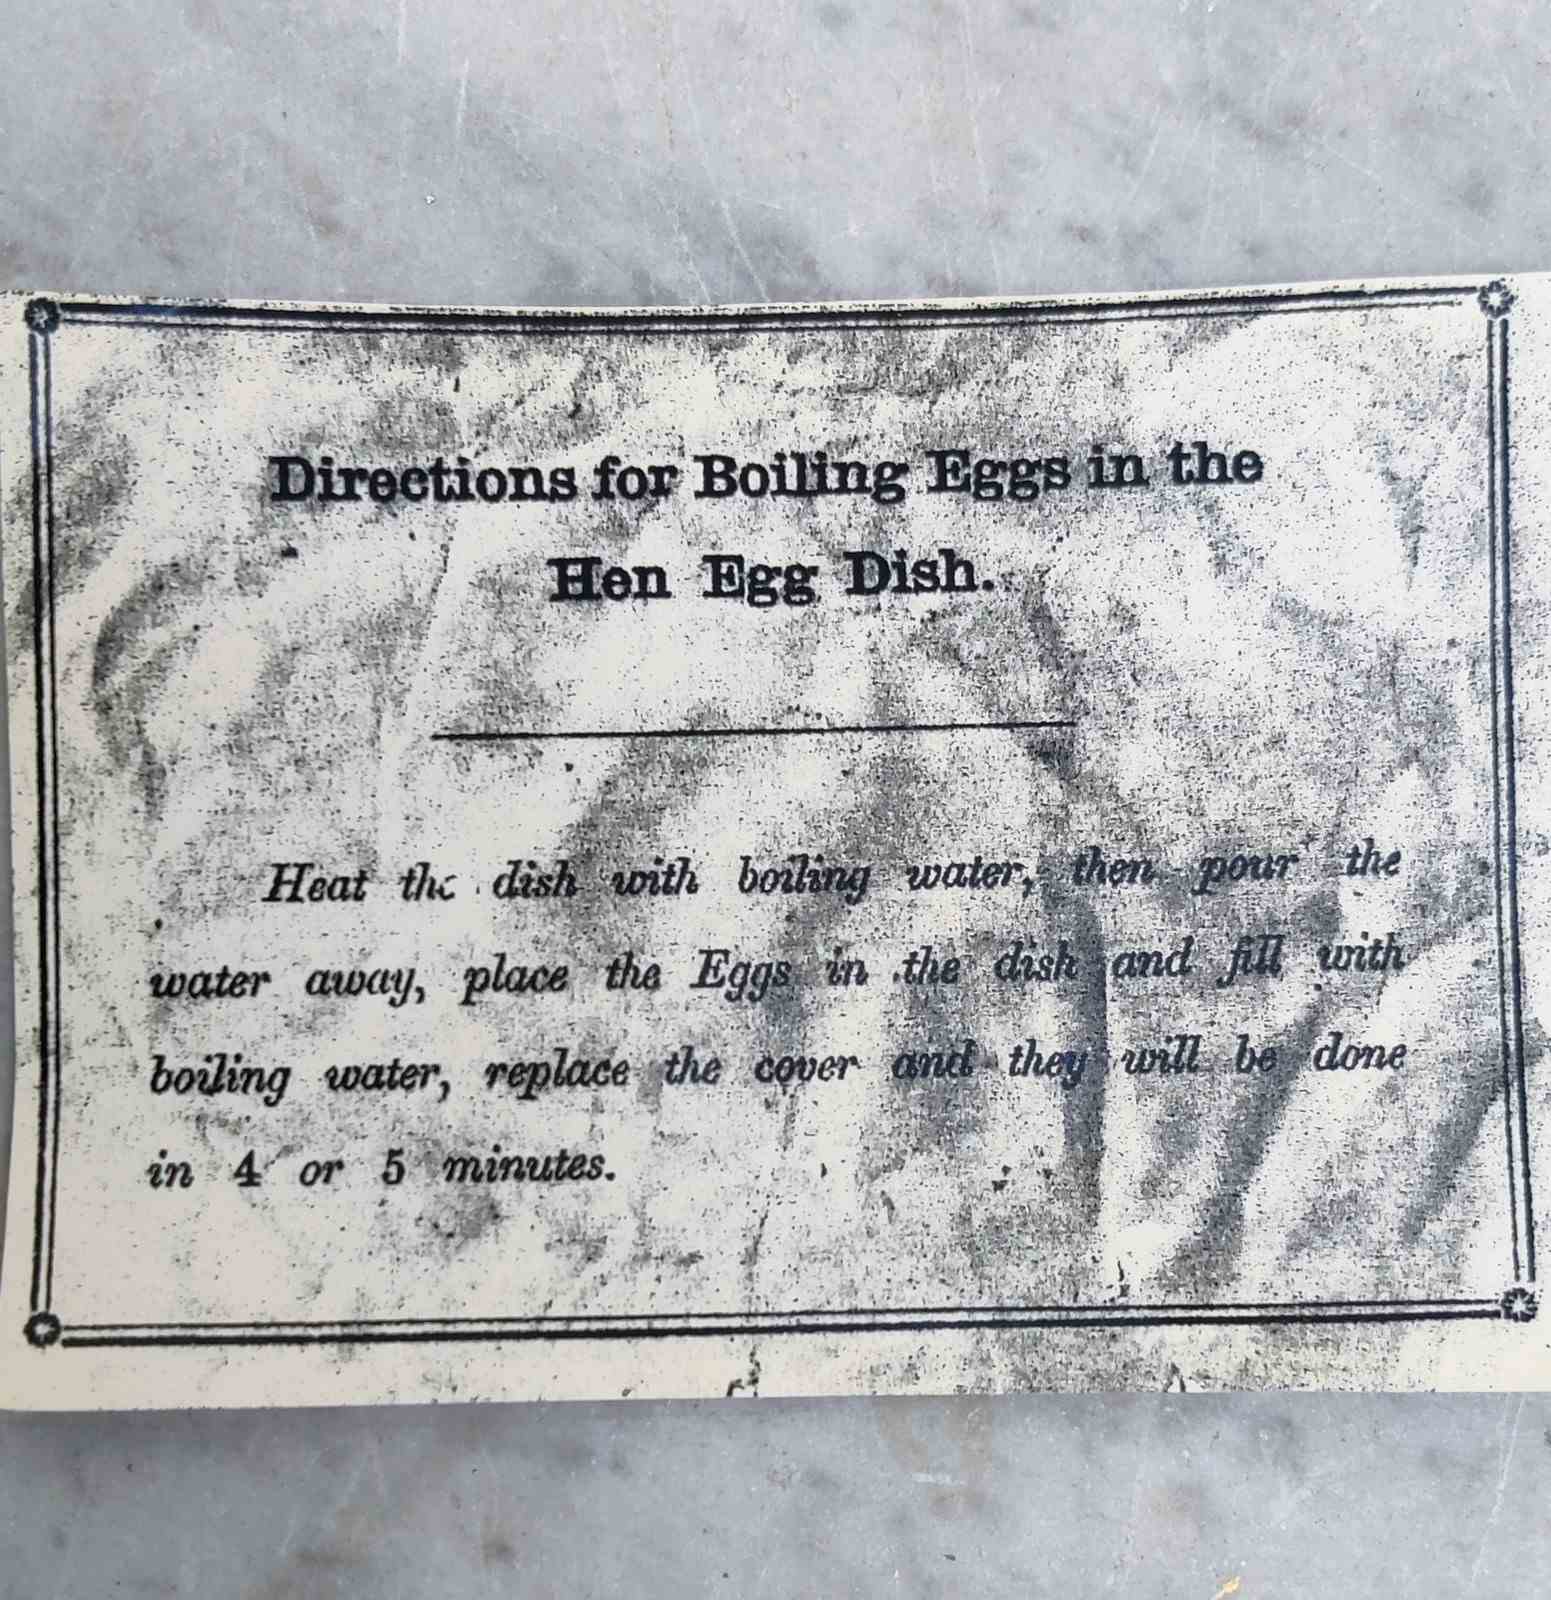 Directions for Boiling Eggs in the
Hen Egg Dish.
Heat the dish with boiling water, then pour the
water away, place the Eggs in the dish and fill with
boiling water, replace the cover and they will be done
in 4 or 5 minutes.